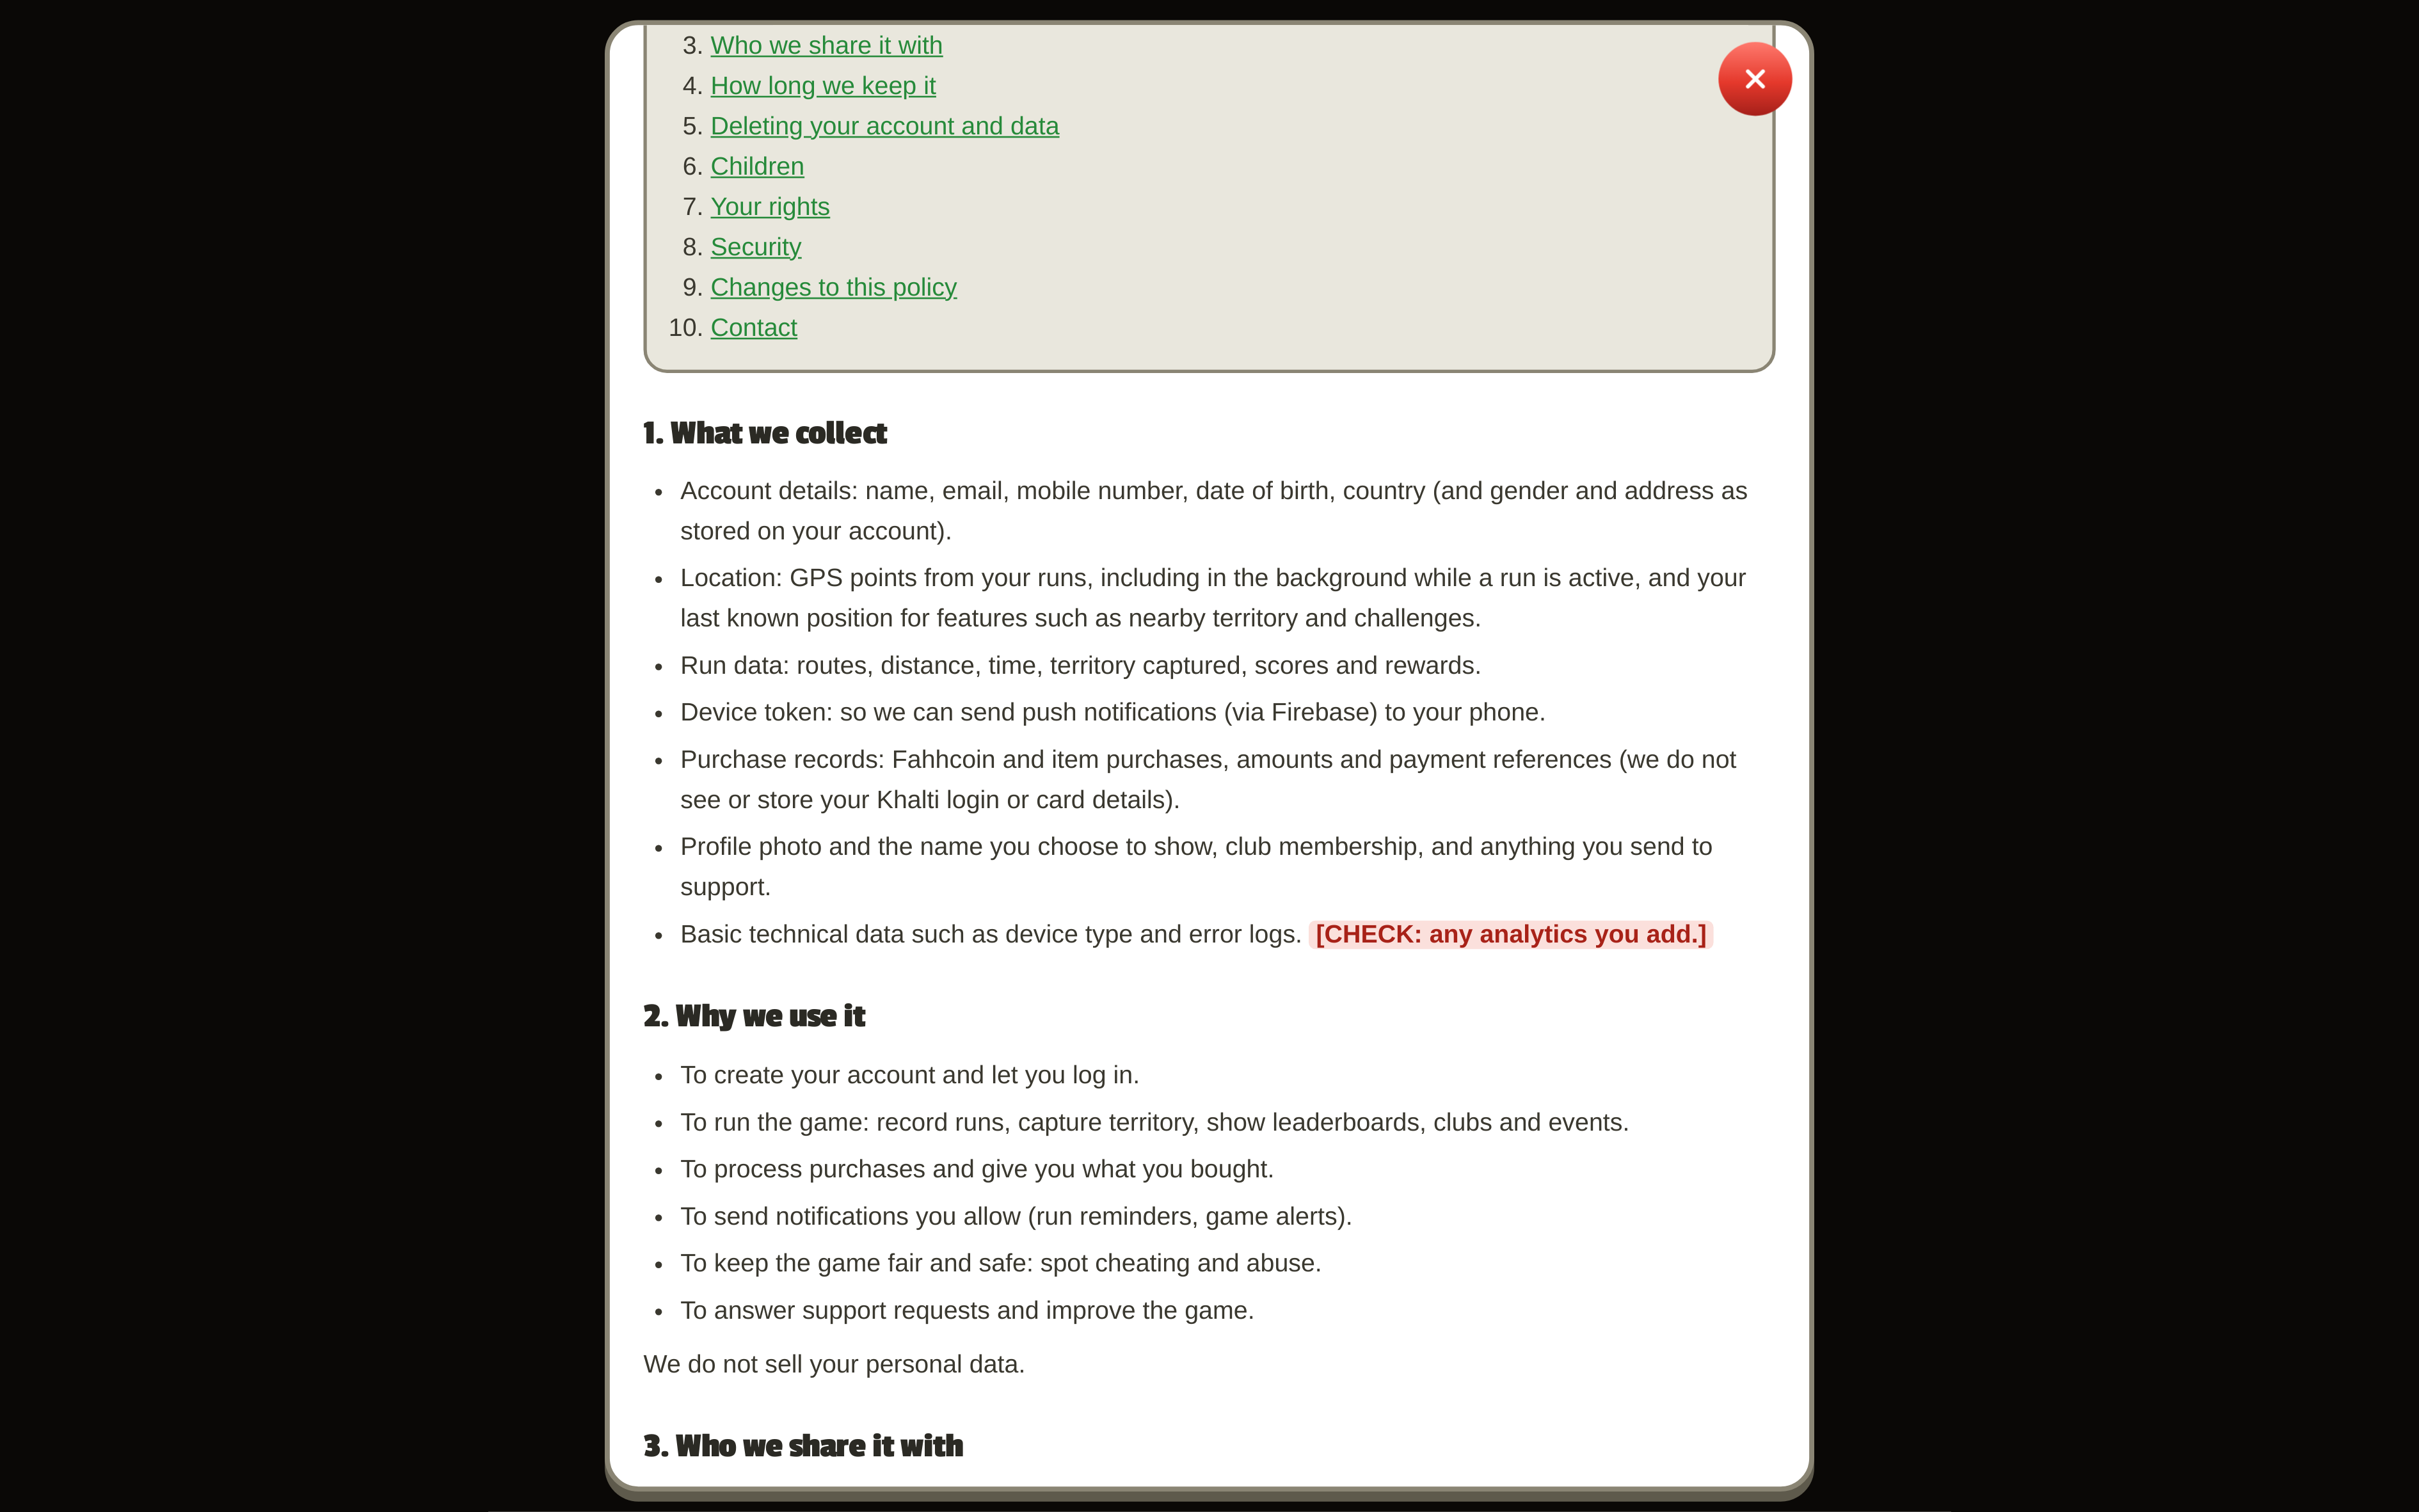 3. Who we share it with
4. How long we keep it
5. Deleting your account and data
6. Children
7. Your rights
8. Security
9. Changes to this policy
10. Contact
1. What we collect
• Account details: name, email, mobile number, date of birth, country (and gender and address as
stored on your account).
• Location: GPS points from your runs, including in the background while a run is active, and your
last known position for features such as nearby territory and challenges.
• Run data: routes, distance, time, territory captured, scores and rewards.
• Device token: so we can send push notifications (via Firebase) to your phone.
• Purchase records: Fahhcoin and item purchases, amounts and payment references (we do not
see or store your Khalti login or card details).
• Profile photo and the name you choose to show, club membership, and anything you send to
support.
• Basic technical data such as device type and error logs. [CHECK: any analytics you add.]
2. Why we use it
• To create your account and let you log in.
• To run the game: record runs, capture territory, show leaderboards, clubs and events.
• To process purchases and give you what you bought.
• To send notifications you allow (run reminders, game alerts).
• To keep the game fair and safe: spot cheating and abuse.
• To answer support requests and improve the game.
We do not sell your personal data.
3. Who we share it with